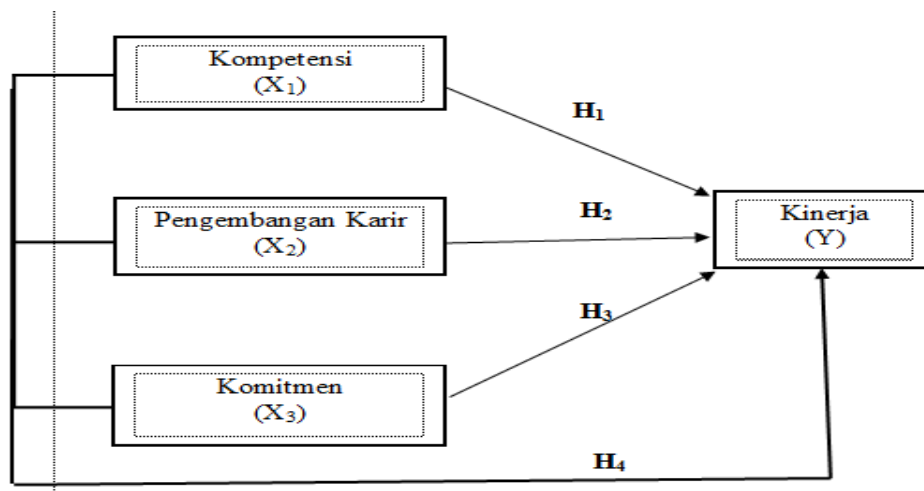 Kompetensi
(X₁)
H₁
Pengembangan Karir
(X₂)
H₂
Kinerja
(Y)
H₃
Komitmen
(X₃)
H₄